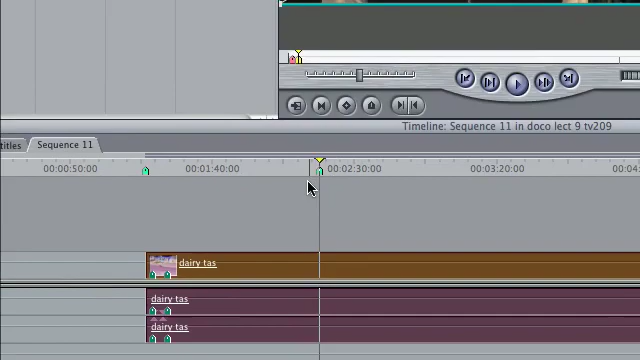 Timeline: Sequence 11 in doco lect 9 tv209
titles
Sequence 11
00:00:50:00
00:01:40:00
00:02:30:00
00:03:20:00
00:04:
dairy tas
dairy tas
dairy tas